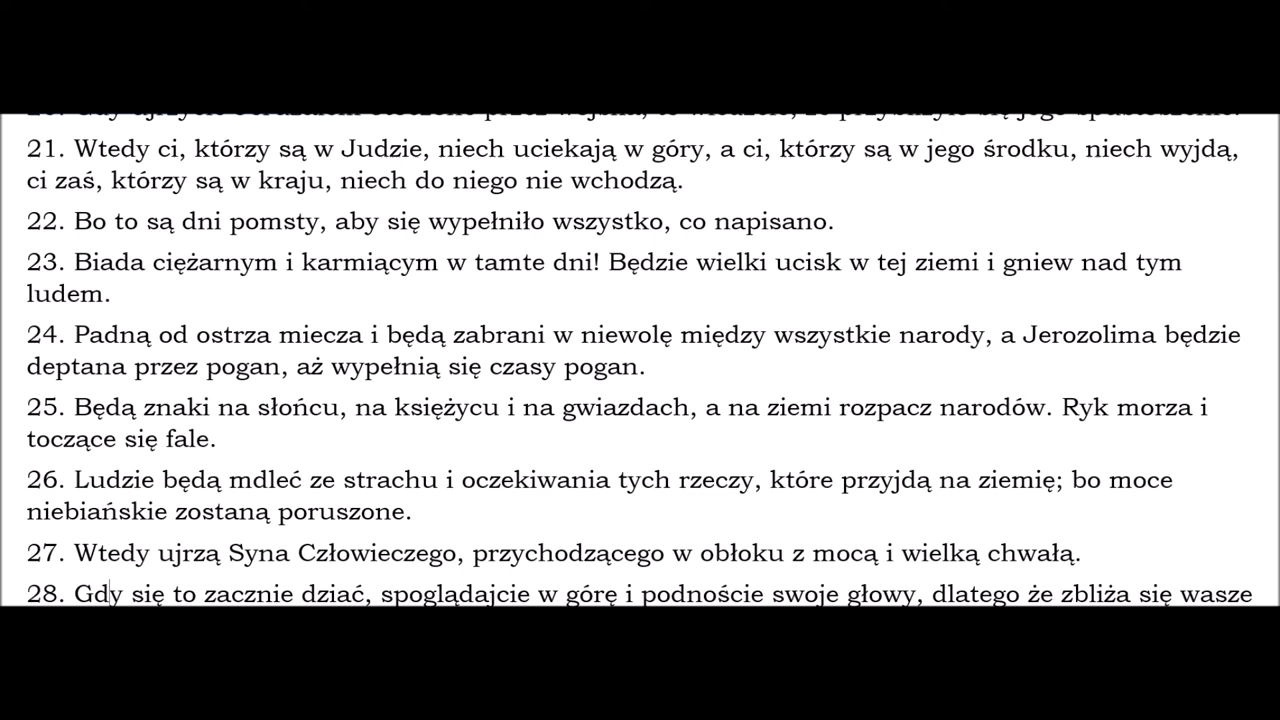 21. Wtedy ci, którzy są w Judzie, niech uciekają w góry, a ci, którzy są w jego środku, niech wyjdą,
ci zaś, którzy są w kraju, niech do niego nie wchodzą.
22. Bo to są dni pomsty, aby się wypełniło wszystko, co napisano.
23. Biada ciężarnym i karmiącym w tamte dni! Będzie wielki ucisk w tej ziemi i gniew nad tym
ludem.
24. Padną od ostrza miecza i będą zabrani w niewolę między wszystkie narody, a Jerozolima będzie
deptana przez pogan, aż wypełnią się czasy pogan.
25. Będą znaki na słońcu, na księżycu i na gwiazdach, a na ziemi rozpacz narodów. Ryk morza i
toczące się fale.
26. Ludzie będą mdleć ze strachu i oczekiwania tych rzeczy, które przyjdą na ziemię; bo moce
niebiańskie zostaną poruszone.
27. Wtedy ujrzą Syna Człowieczego, przychodzącego w obłoku z mocą i wielką chwałą.
28. Gdy się to zacznie dziać, spoglądajcie w górę i podnoście swoje głowy, dlatego że zbliża się wasze